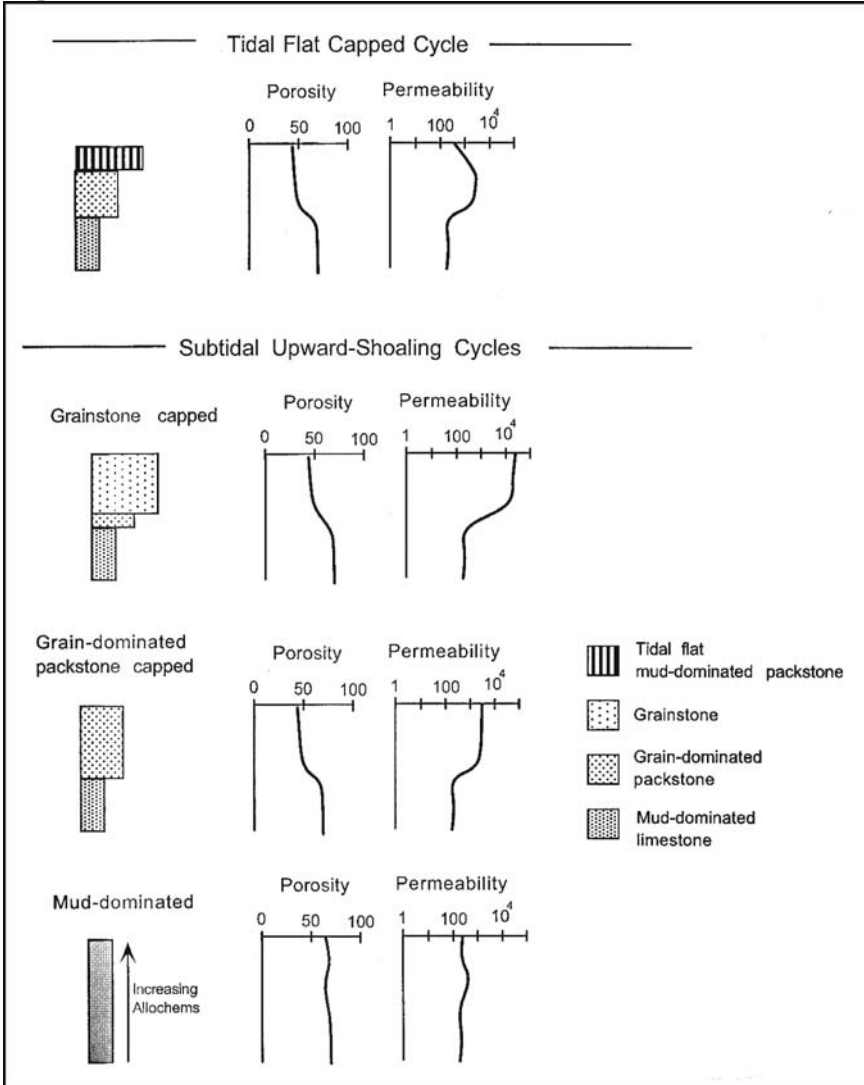 Tidal Flat Capped Cycle
Porosity Permeability
0 50 100 1 100 10⁴
Subtidal Upward-Shoaling Cycles
Grainstone capped
Porosity Permeability
0 50 100 1 100 10⁴
Grain-dominated
packstone capped
Porosity Permeability
0 50 100 1 100 10⁴
Tidal flat
mud-dominated packstone
Grainstone
Grain-dominated
packstone
Mud-dominated
limestone
Mud-dominated
Porosity Permeability
0 50 100 1 100 10⁴
Increasing
Allochems